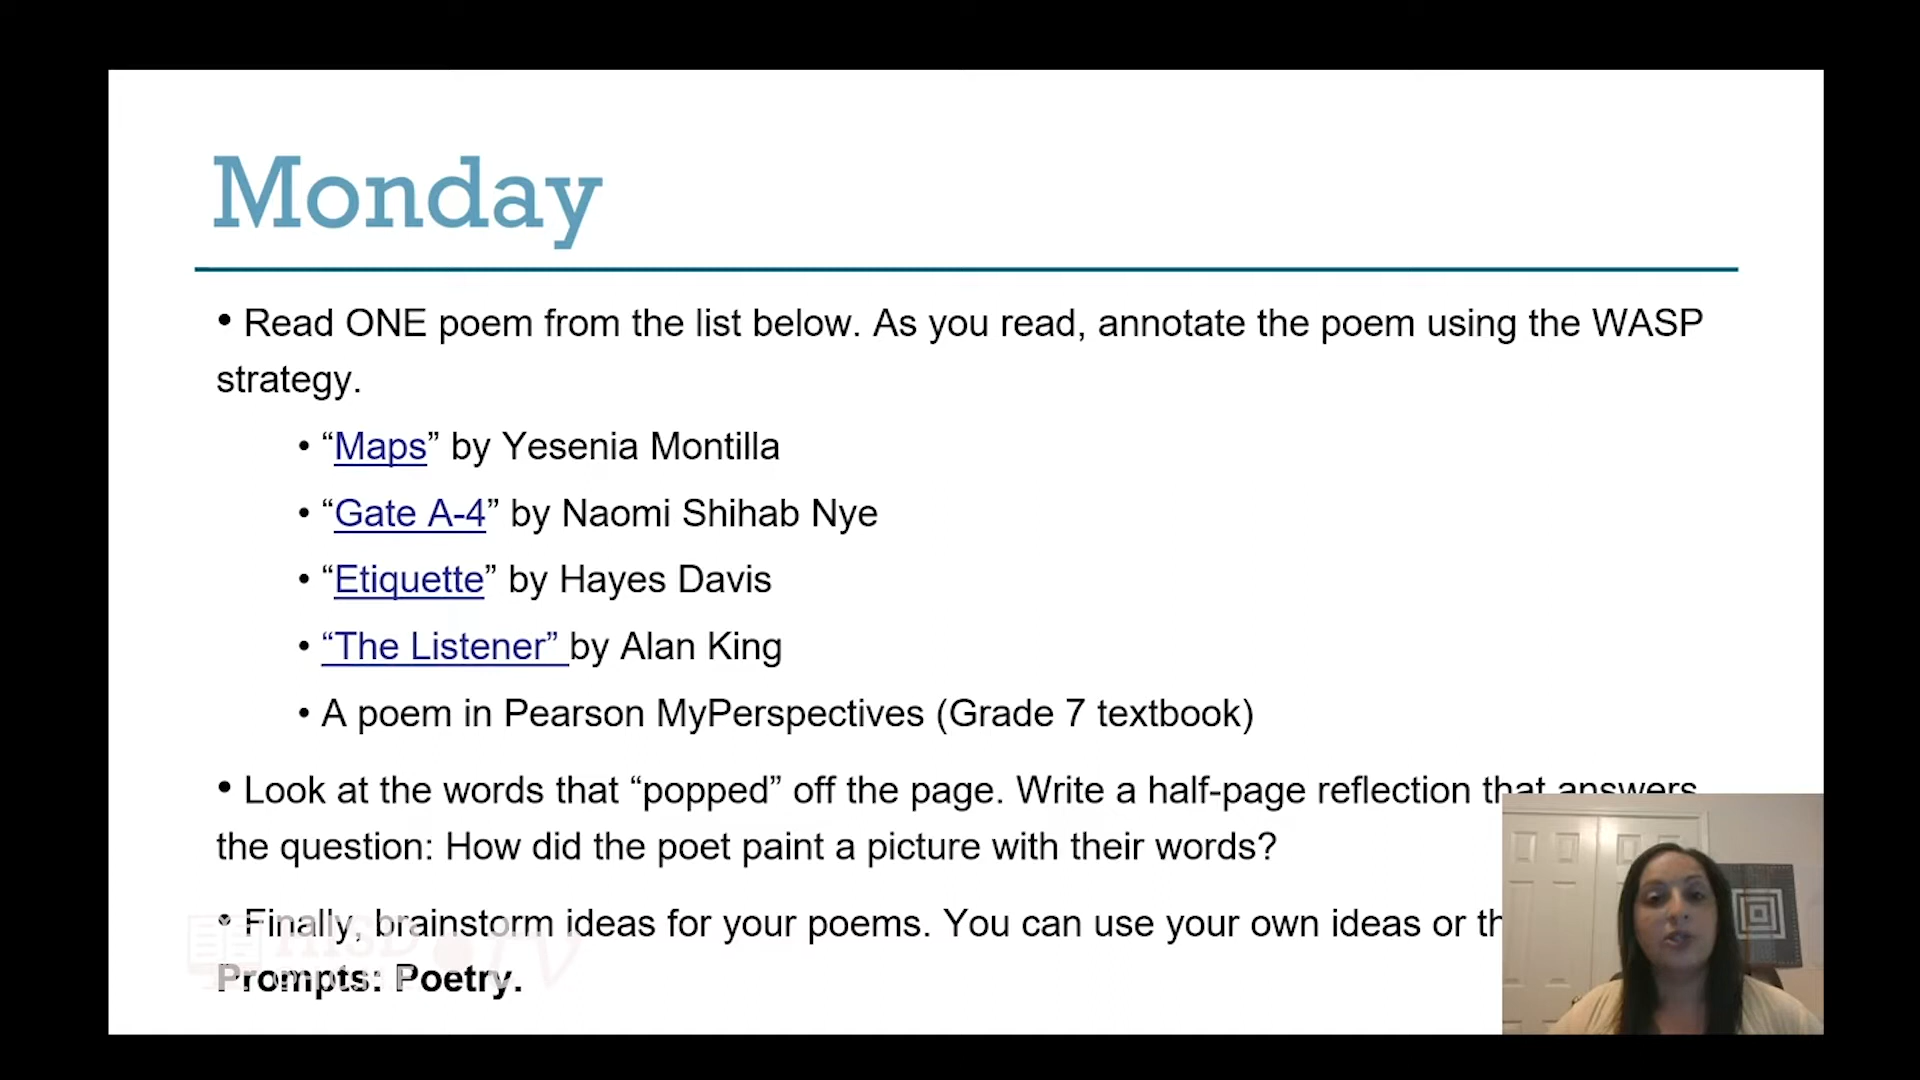 Monday
• Read ONE poem from the list below. As you read, annotate the poem using the WASP
strategy.
• “Maps” by Yesenia Montilla
• “Gate A-4” by Naomi Shihab Nye
• “Etiquette” by Hayes Davis
• “The Listener” by Alan King
• A poem in Pearson MyPerspectives (Grade 7 textbook)
• Look at the words that “popped” off the page. Write a half-page reflection that answers
the question: How did the poet paint a picture with their words?
• Finally, brainstorm ideas for your poems. You can use your own ideas or
Prompts: Poetry.
HISD
TV